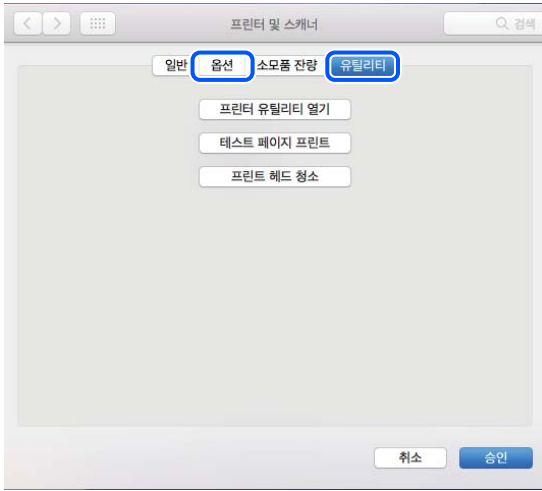 프린터 및 스캐너
검색
일반 옵션 소모품 잔량 유틸리티
프린터 유틸리티 열기
테스트 페이지 프린트
프린트 헤드 청소
취소 승인